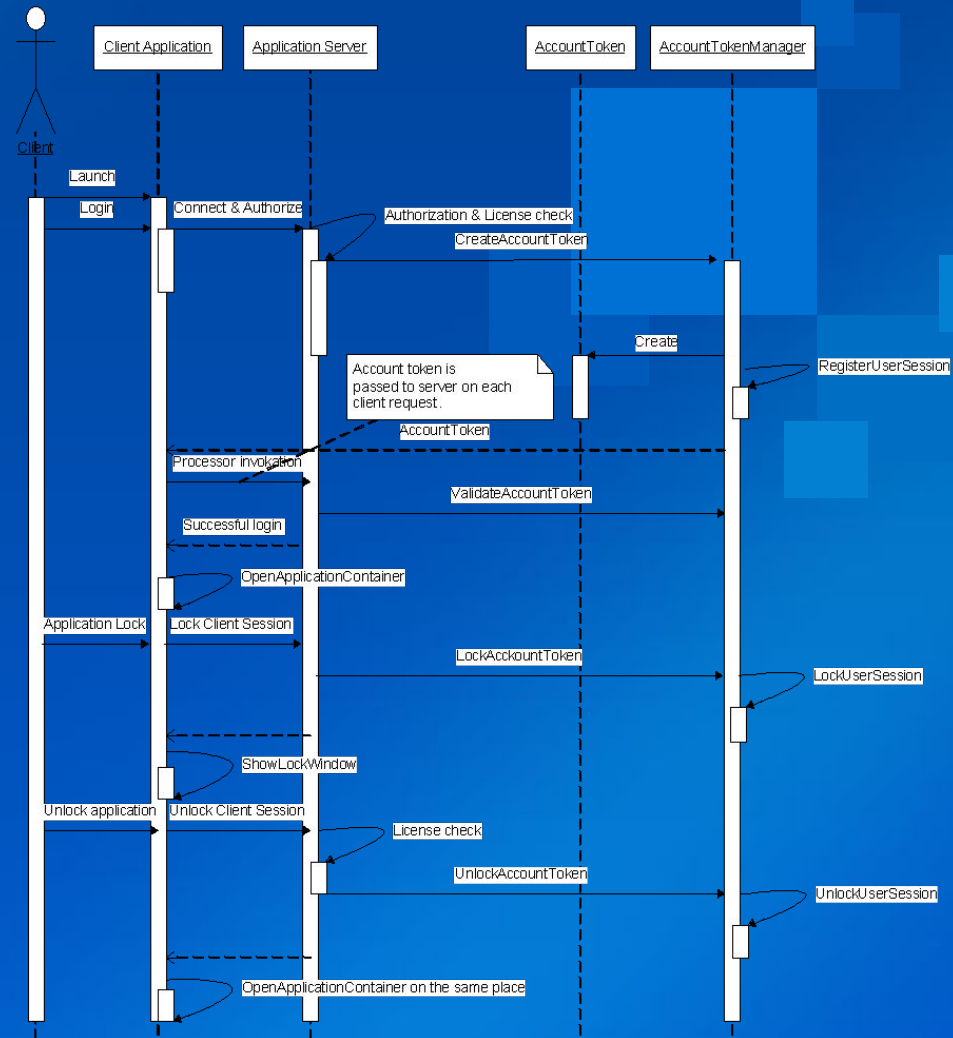 Client Application
Application Server
AccountToken
AccountTokenManager
Client
Launch
Login
Connect & Authorize
Authorization & License check
CreateAccountToken
Create
RegisterUserSession
Account token is
passed to server on each
client request.
AccountToken
Processor invokation
ValidateAccountToken
Successful login
OpenApplicationContainer
Application Lock
Lock Client Session
LockAcckountToken
LockUserSession
ShowLockWindow
Unlock application
Unlock Client Session
License check
UnlockAccountToken
UnlockUserSession
OpenApplicationContainer on the same place